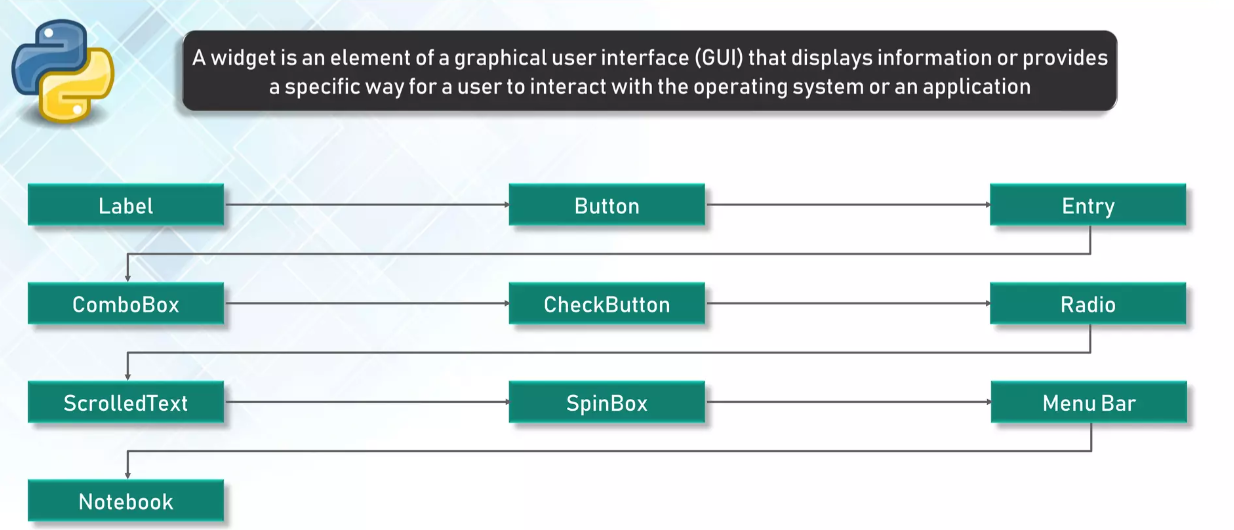 A widget is an element of a graphical user interface (GUI) that displays information or provides
a specific way for a user to interact with the operating system or an application
Label
Button
Entry
ComboBox
CheckButton
Radio
ScrolledText
SpinBox
Menu Bar
Notebook